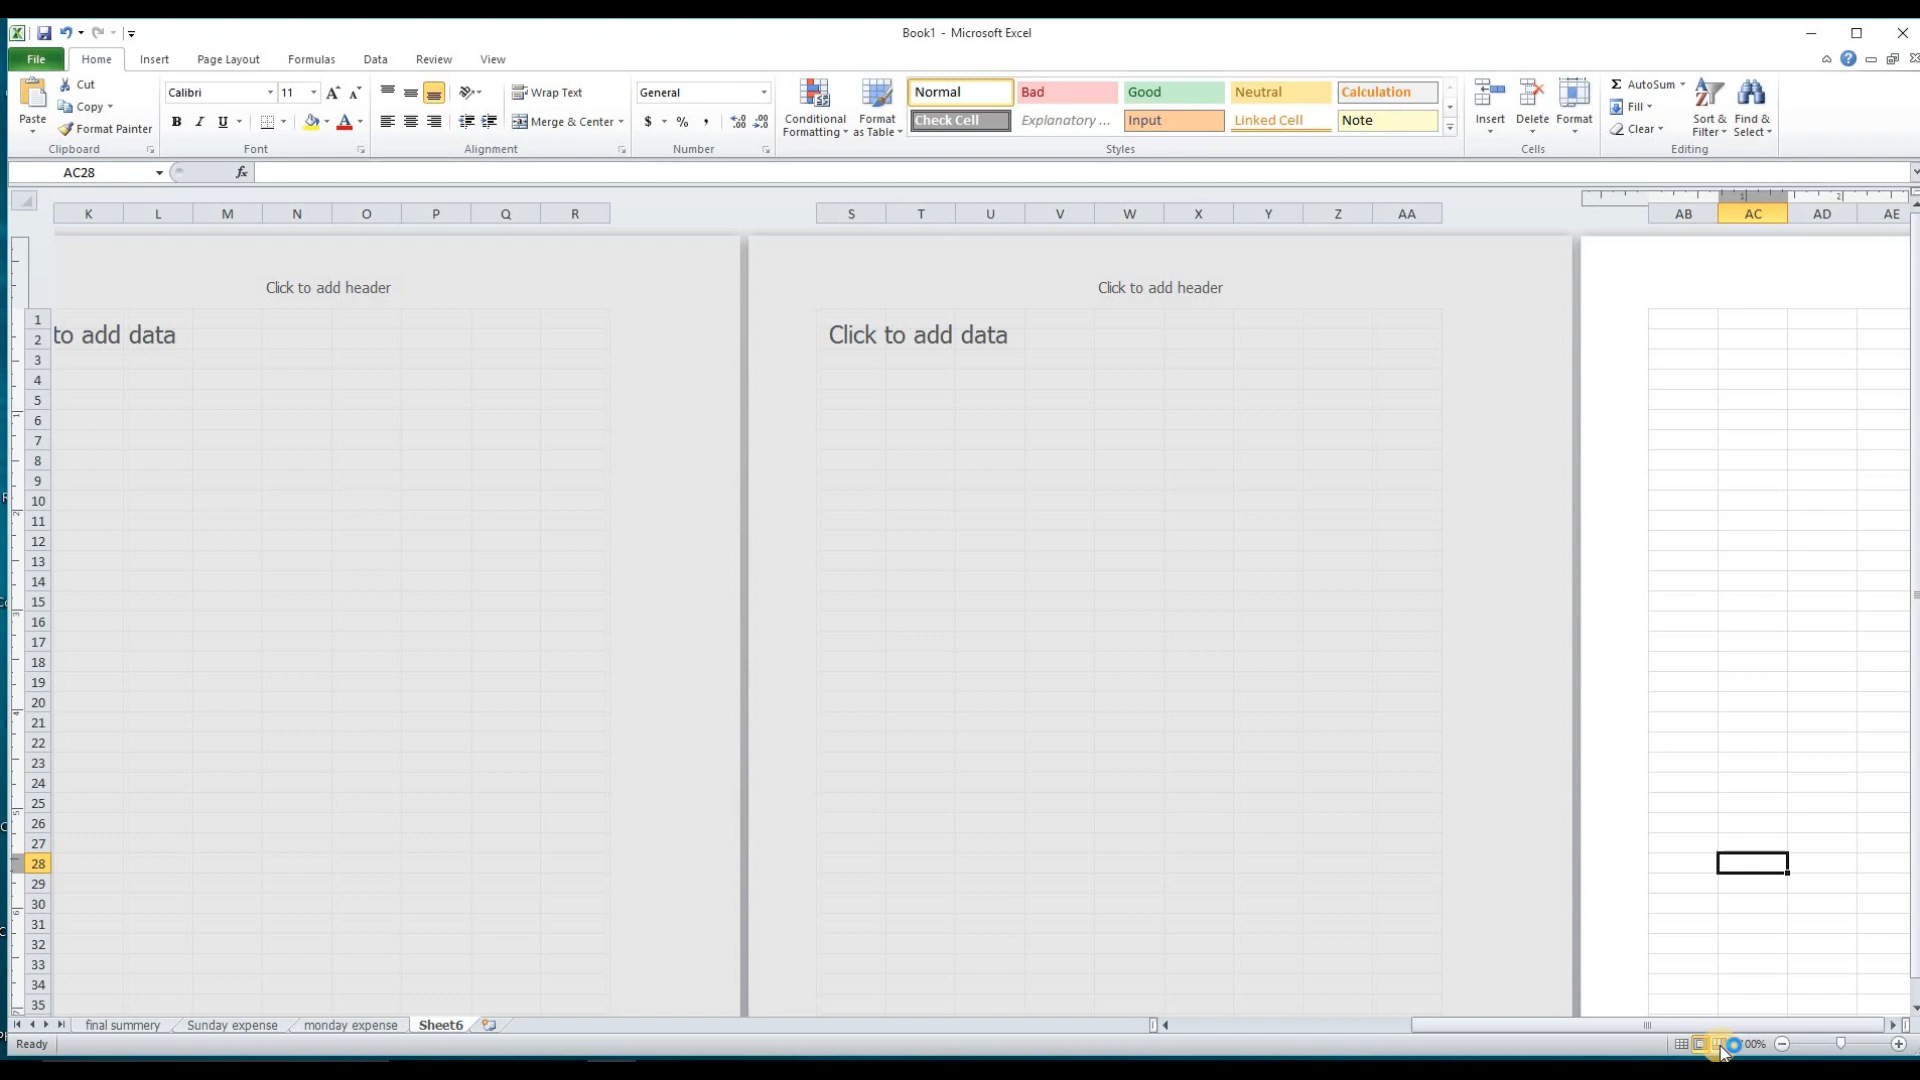 Book1 - Microsoft Excel
File Home Insert Page Layout Formulas Data Review View
Paste
Cut
Copy
Format Painter
Clipboard
Calibri 11
B I U
Font
Wrap Text
Merge & Center
Alignment
General
$ % ,
Number
Conditional Formatting
Format as Table
Normal Bad Good Neutral Calculation
Check Cell Explanatory ... Input Linked Cell Note
Styles
Insert Delete Format
Cells
AutoSum
Fill
Clear
Sort & Filter
Find & Select
Editing
AC28 fx
K L M N O P Q R S T U V W X Y Z AA AB AC AD AE
Click to add header Click to add header
to add data Click to add data
1
2
3
4
5
6
7
8
9
10
11
12
13
14
15
16
17
18
19
20
21
22
23
24
25
26
27
28
29
30
31
32
33
34
35
final summery Sunday expense monday expense Sheet6
Ready 00%